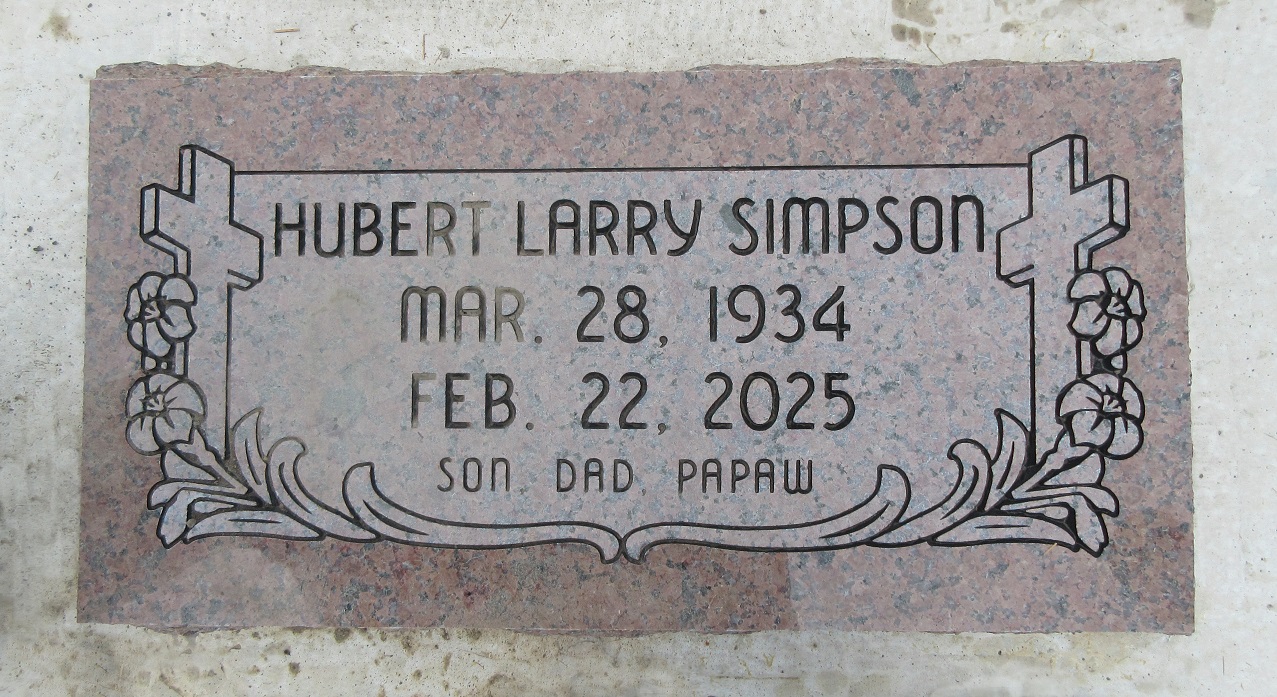 HUBERT LARRY SIMPSON
MAR. 28, 1934
FEB. 22, 2025
SON DAD, PAPAW